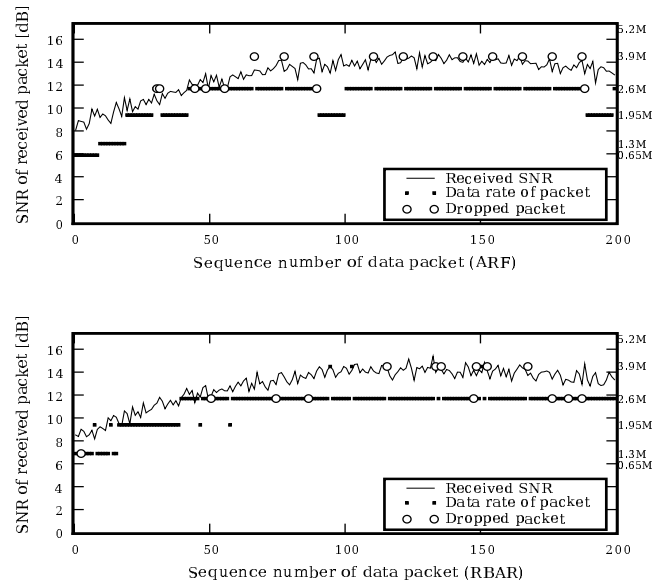 SNR of received packet [dB]
16
14
12
10
8
6
4
2
0
5.2M
3.9M
2.6M
1.95M
1.3M
0.65M
Received SNR
Data rate of packet
Dropped packet
0 50 100 150 200
Sequence number of data packet (ARF)
SNR of received packet [dB]
16
14
12
10
8
6
4
2
0
5.2M
3.9M
2.6M
1.95M
1.3M
0.65M
Received SNR
Data rate of packet
Dropped packet
0 50 100 150 200
Sequence number of data packet (RBAR)